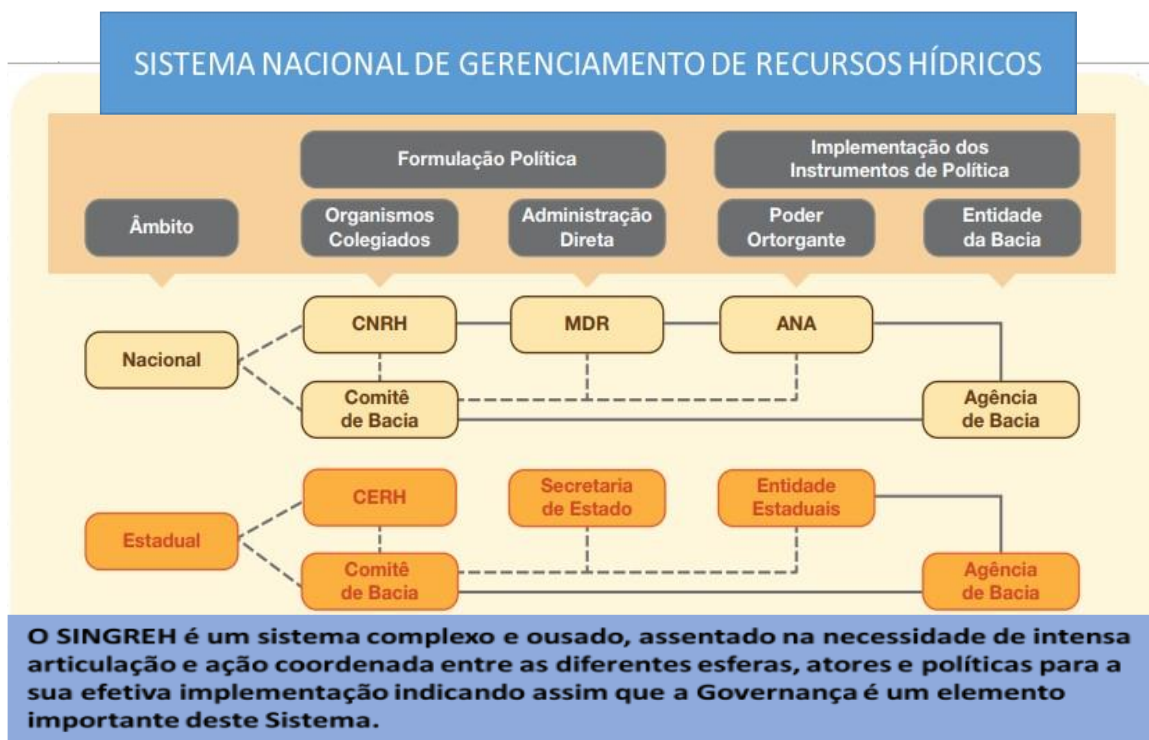 SISTEMA NACIONAL DE GERENCIAMENTO DE RECURSOS HÍDRICOS
Formulação Política
Implementação dos
Instrumentos de Política
Âmbito
Organismos
Colegiados
Administração
Direta
Poder
Ortorgante
Entidade
da Bacia
Nacional
CNRH
MDR
ANA
Comitê
de Bacia
Agência
de Bacia
Estadual
CERH
Secretaria
de Estado
Entidade
Estaduais
Comitê
de Bacia
Agência
de Bacia
O SINGREH é um sistema complexo e ousado, assentado na necessidade de intensa
articulação e ação coordenada entre as diferentes esferas, atores e políticas para a
sua efetiva implementação indicando assim que a Governança é um elemento
importante deste Sistema.